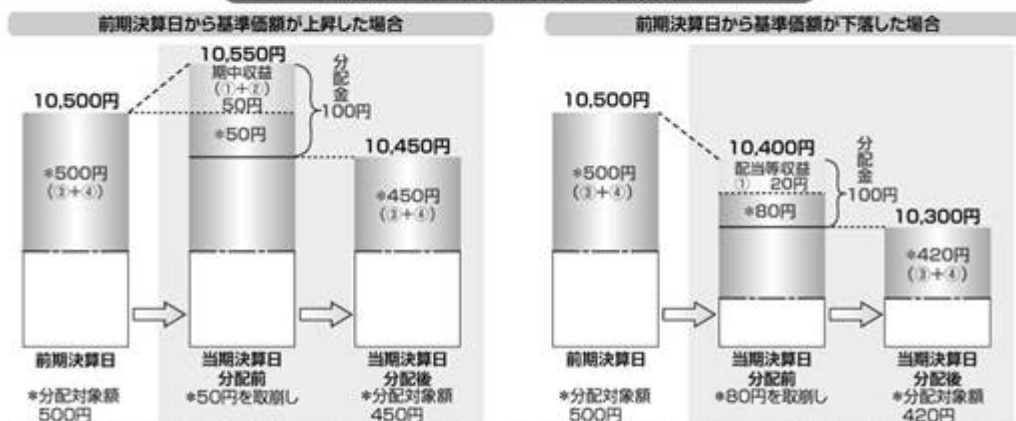 前期決算日から基準価額が上昇した場合
10,500円
*500円
(③+④)
前期決算日
*分配対象額
500円
10,550円
期中収益
(①+②)
50円
*50円
分配金
100円
当期決算日
分配前
*50円を取崩し
10,450円
*450円
(③+④)
当期決算日
分配後
*分配対象額
450円
前期決算日から基準価額が下落した場合
10,500円
*500円
(③+④)
前期決算日
*分配対象額
500円
10,400円
配当等収益
① 20円
*80円
分配金
100円
当期決算日
分配前
*80円を取崩し
10,300円
*420円
(③+④)
当期決算日
分配後
*分配対象額
420円